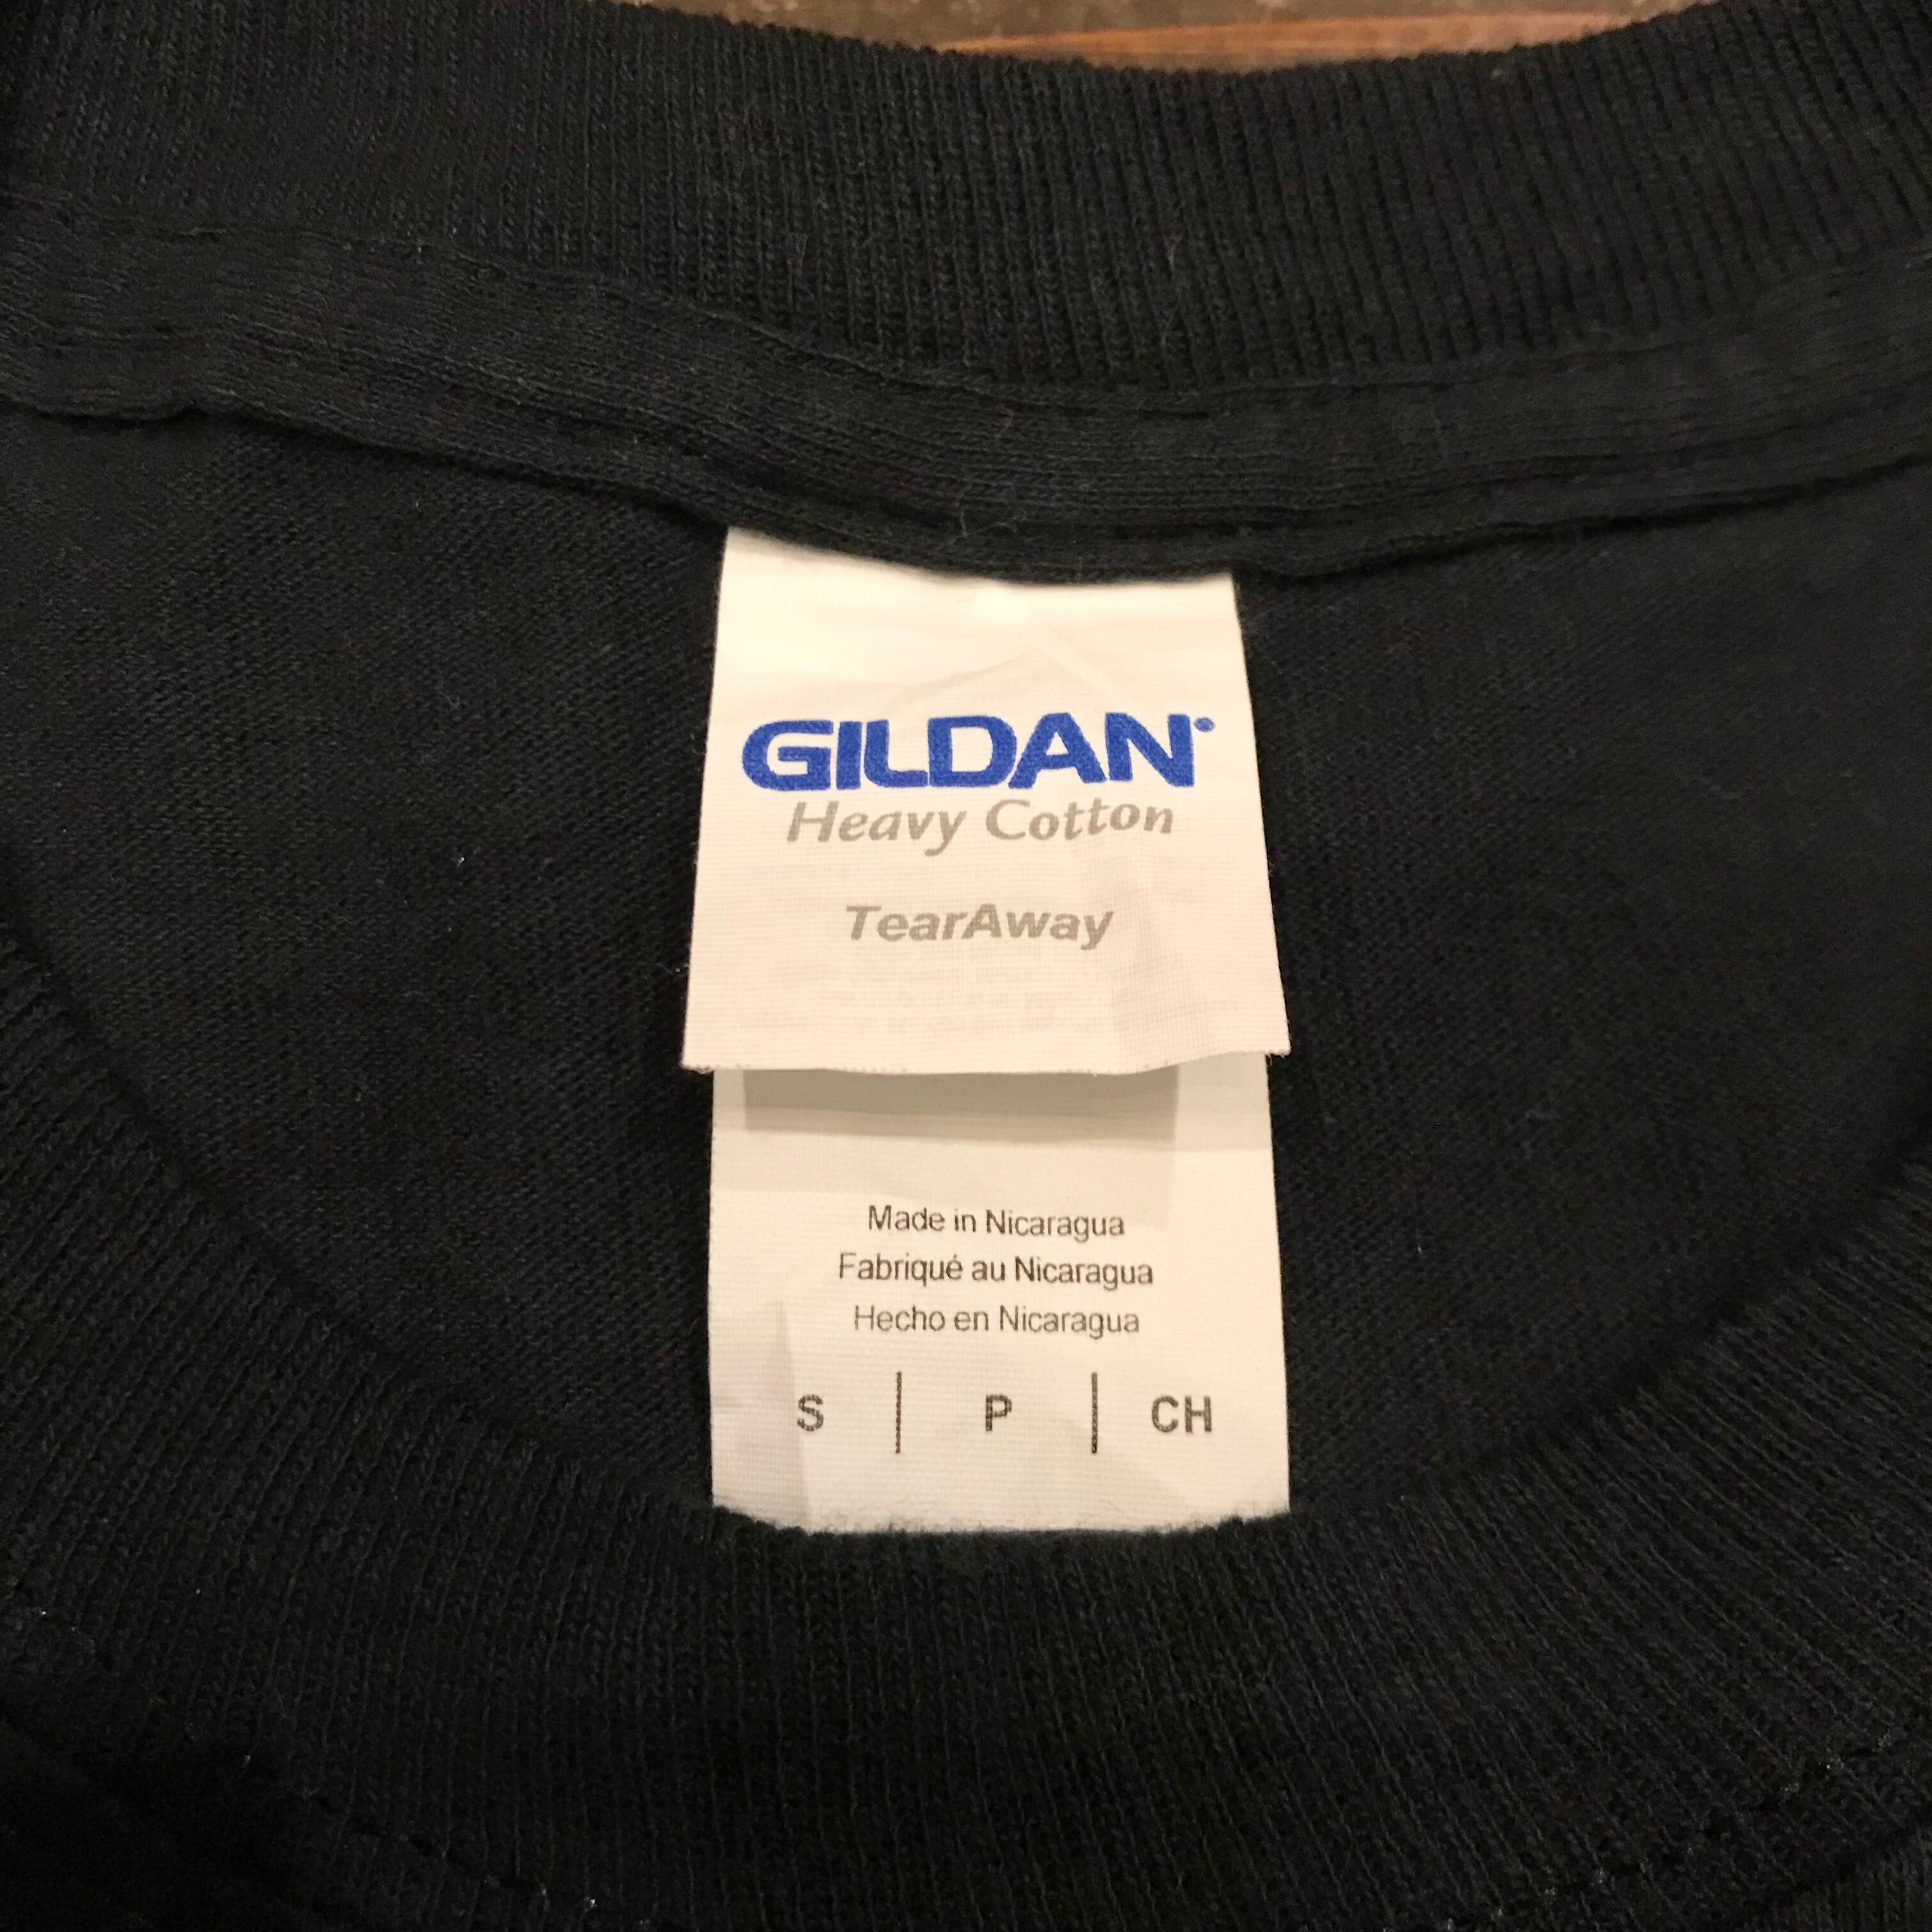 GILDAN
Heavy Cotton
TearAway
Made in Nicaragua
Fabriqué au Nicaragua
Hecho en Nicaragua
S | P | CH